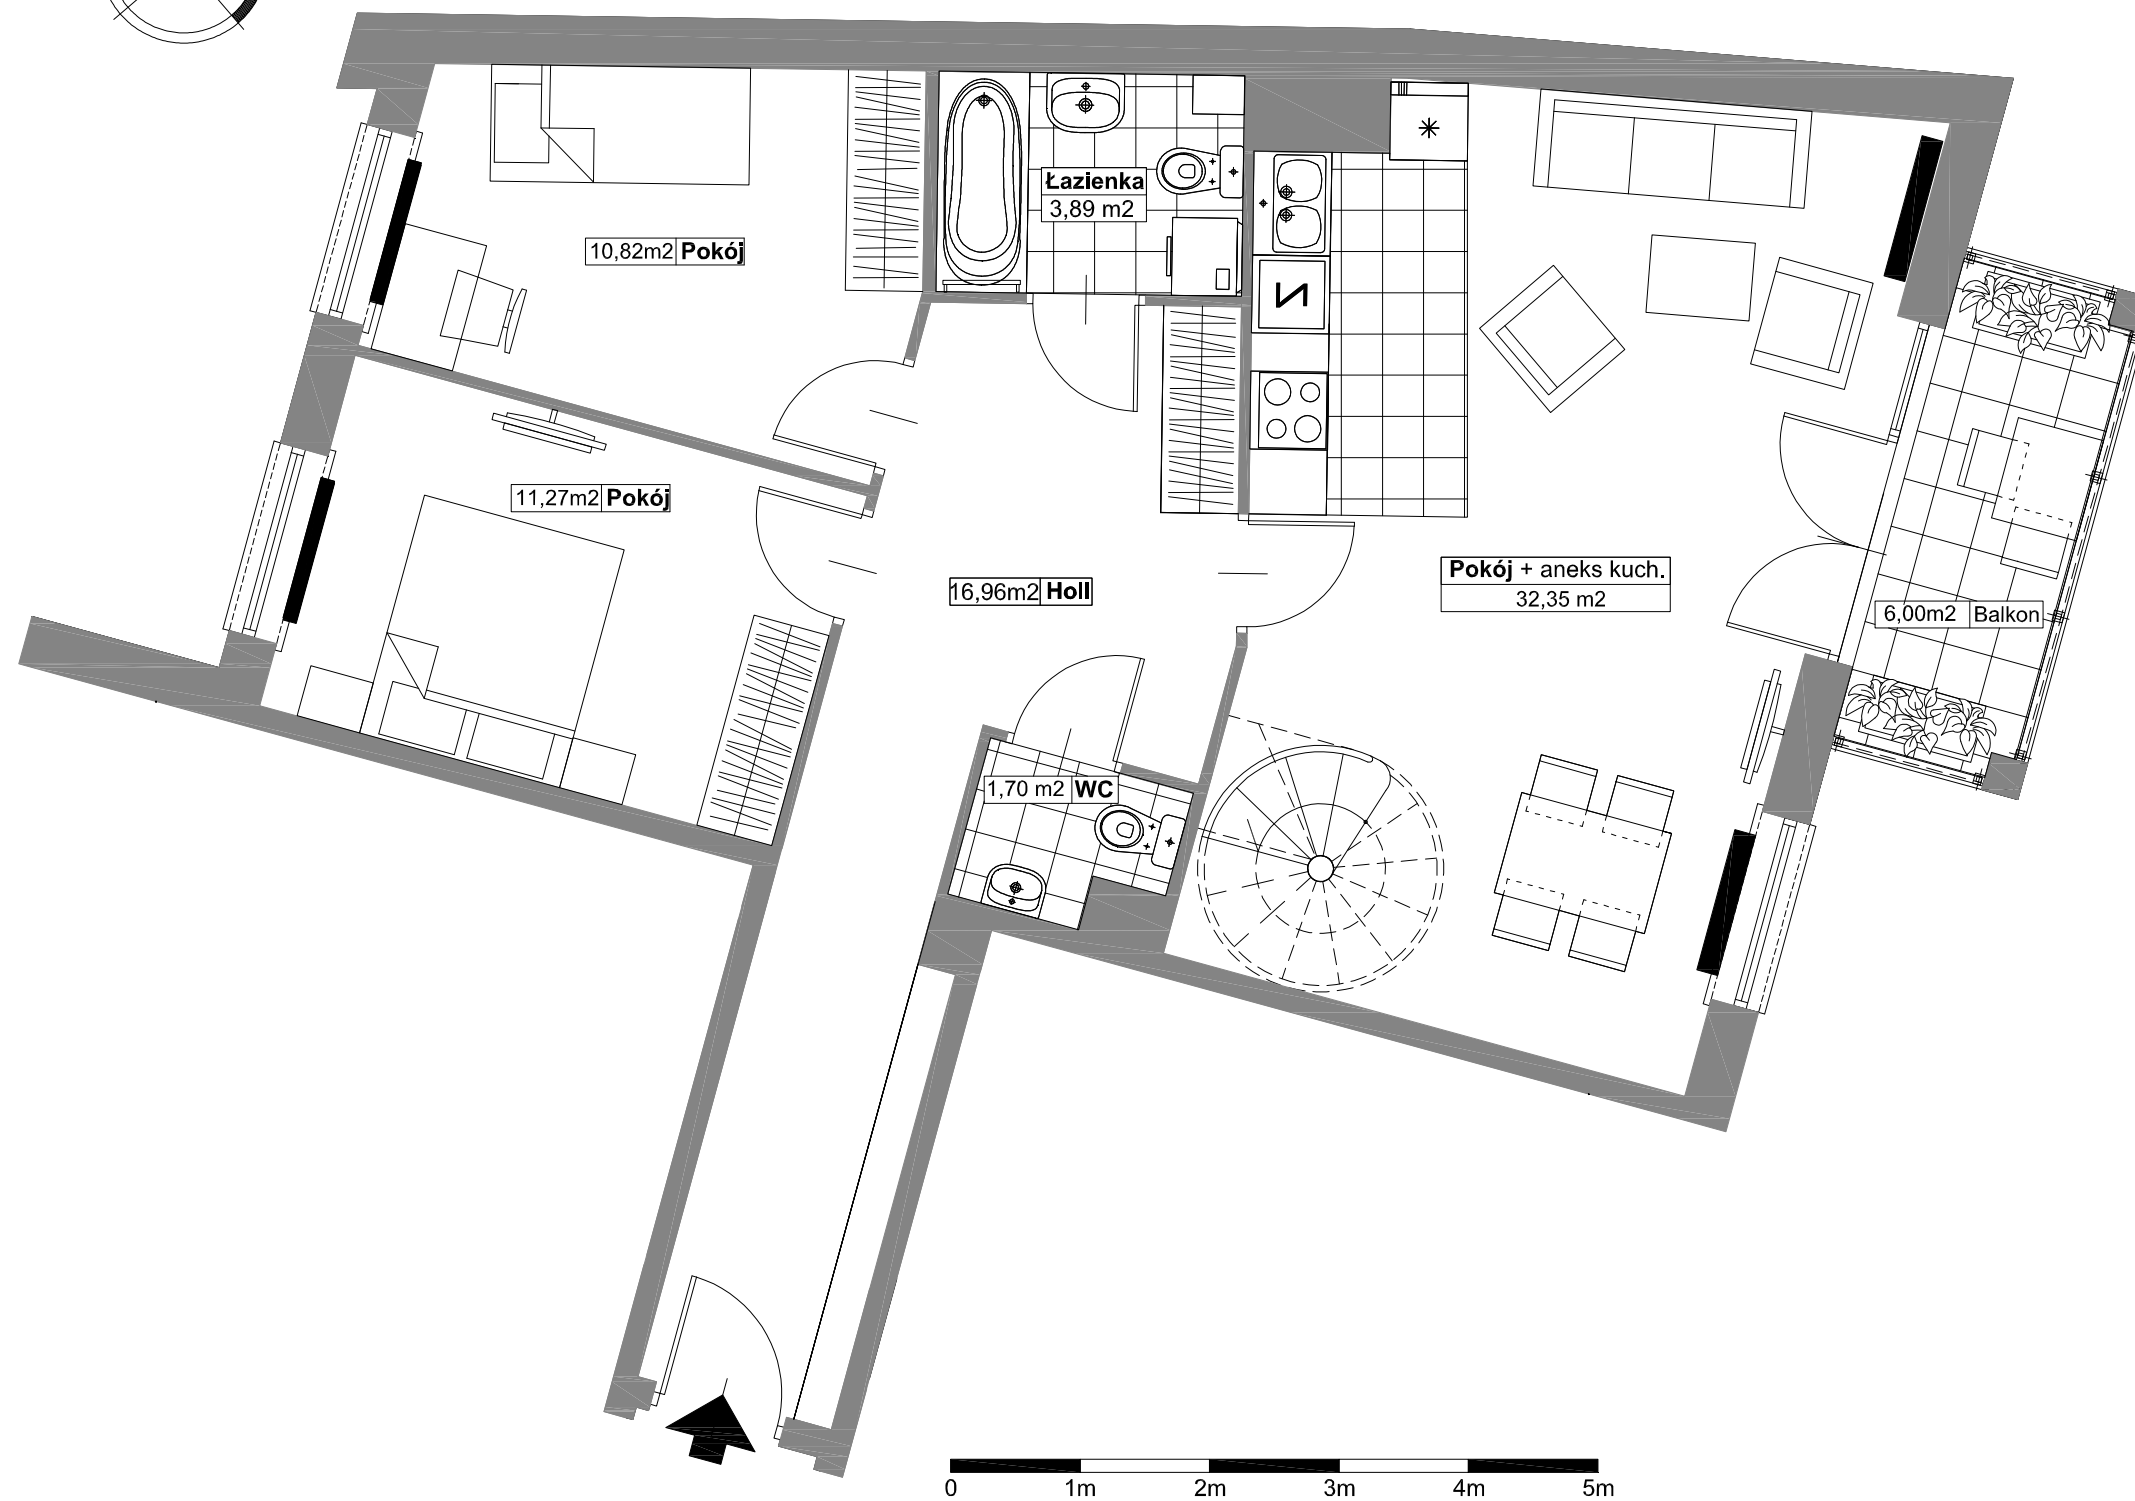 Łazienka
3,89 m2
10,82m2 Pokój
11,27m2 Pokój
16,96m2 Holl
Pokój + aneks kuch.
32,35 m2
6,00m2 Balkon
1,70 m2 WC
0 1m 2m 3m 4m 5m